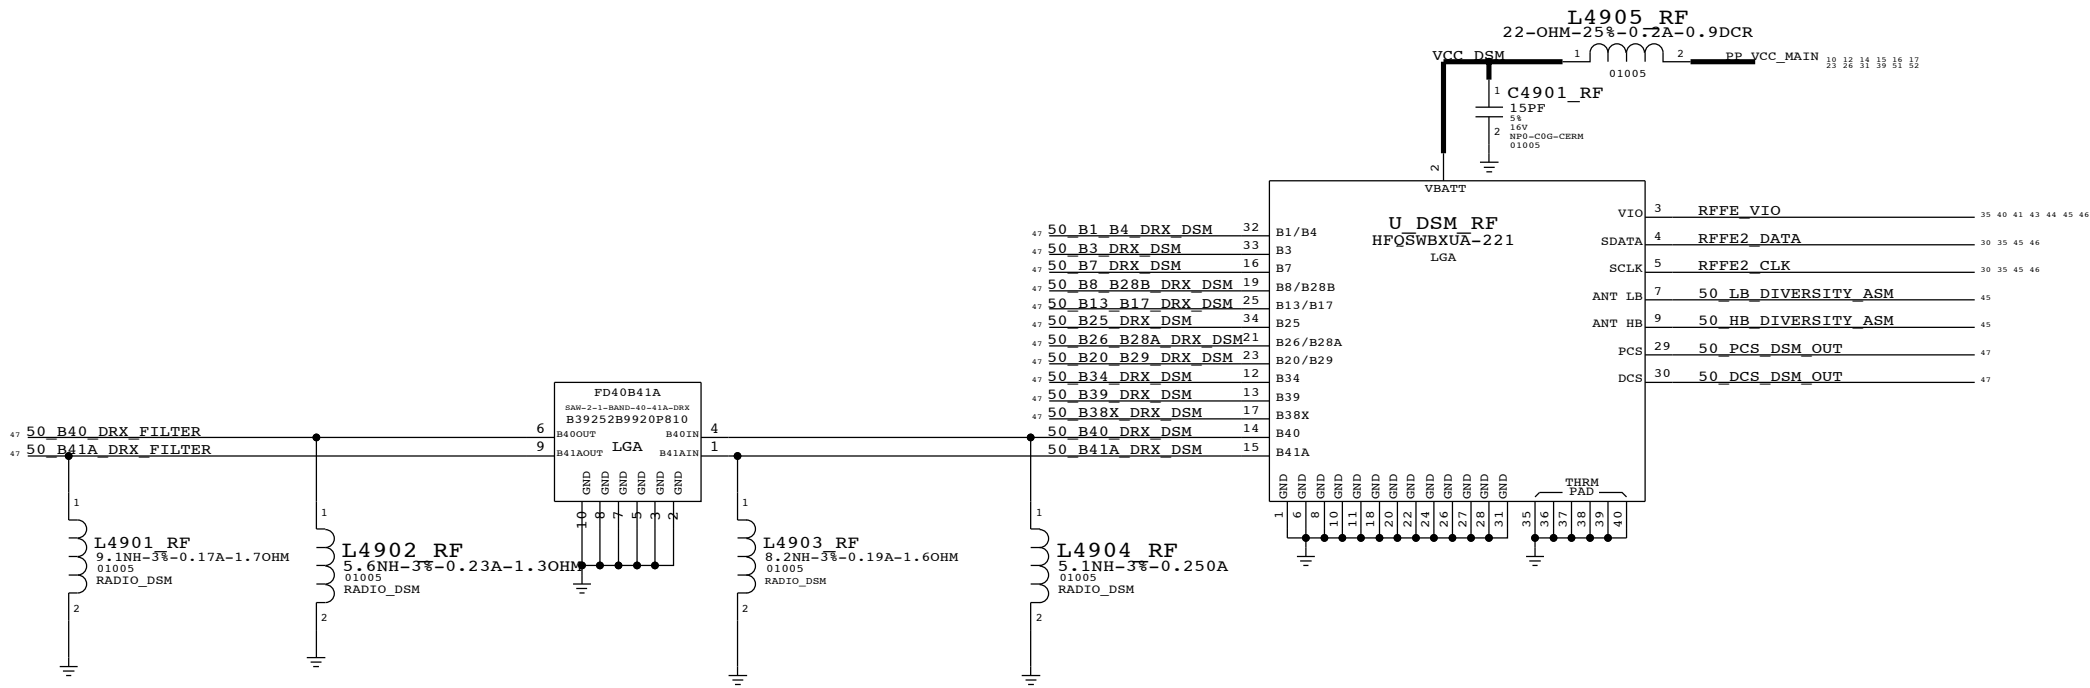 L4905_RF
22-OHM-25%-0.2A-0.9DCR
VCC_DSM
1
2
PP_VCC_MAIN
10 12 14 15 16 17
23 26 31 39 51 52
01005
1
C4901_RF
15PF
5%
16V
NP0-C0G-CERM
01005
2
2
VBATT
U_DSM_RF
HFQSWBXUA-221
LGA
47 50_B1_B4_DRX_DSM 32 B1/B4
47 50_B3_DRX_DSM 33 B3
47 50_B7_DRX_DSM 16 B7
47 50_B8_B28B_DRX_DSM 19 B8/B28B
47 50_B13_B17_DRX_DSM 25 B13/B17
47 50_B25_DRX_DSM 34 B25
47 50_B26_B28A_DRX_DSM 21 B26/B28A
47 50_B20_B29_DRX_DSM 23 B20/B29
47 50_B34_DRX_DSM 12 B34
47 50_B39_DRX_DSM 13 B39
47 50_B38X_DRX_DSM 17 B38X
50_B40_DRX_DSM 14 B40
50_B41A_DRX_DSM 15 B41A
VIO 3 RFFE_VIO 35 40 41 43 44 45 46
SDATA 4 RFFE2_DATA 30 35 45 46
SCLK 5 RFFE2_CLK 30 35 45 46
ANT LB 7 50_LB_DIVERSITY_ASM 45
ANT HB 9 50_HB_DIVERSITY_ASM 45
PCS 29 50_PCS_DSM_OUT 47
DCS 30 50_DCS_DSM_OUT 47
GND GND GND GND GND GND GND GND GND GND GND GND GND
THRM
PAD
1 6 8 10 11 18 20 22 24 26 27 28 31
35 36 37 38 39 40
FD40B41A
SAW-2-1-BAND-40-41A-DRX
B39252B9920P810
LGA
47 50_B40_DRX_FILTER 6 B40OUT B40IN 4
47 50_B41A_DRX_FILTER 9 B41AOUT B41AIN 1
GND GND GND GND GND GND
10 8 7 5 3 2
1
L4901_RF
9.1NH-3%-0.17A-1.7OHM
01005
RADIO_DSM
2
1
L4902_RF
5.6NH-3%-0.23A-1.3OHM
01005
RADIO_DSM
2
1
L4903_RF
8.2NH-3%-0.19A-1.6OHM
01005
RADIO_DSM
2
1
L4904_RF
5.1NH-3%-0.250A
01005
RADIO_DSM
2